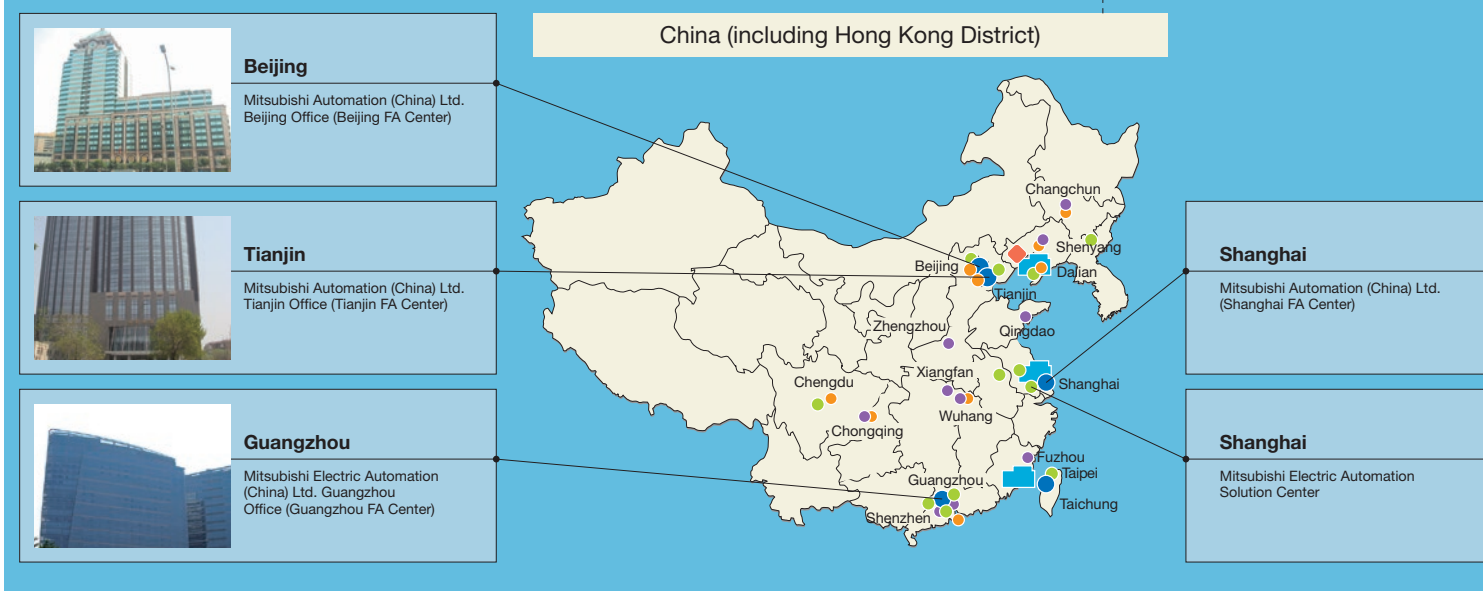 China (including Hong Kong District)
Beijing
Mitsubishi Automation (China) Ltd.
Beijing Office (Beijing FA Center)
Tianjin
Mitsubishi Automation (China) Ltd.
Tianjin Office (Tianjin FA Center)
Guangzhou
Mitsubishi Electric Automation
(China) Ltd. Guangzhou
Office (Guangzhou FA Center)
Changchun
Shenyang
Beijing
Dalian
Tianjin
Zhengzhou
Qingdao
Chengdu
Xiangfan
Shanghai
Chongqing
Wuhang
Fuzhou
Guangzhou
Taipei
Shenzhen
Taichung
Shanghai
Mitsubishi Automation (China) Ltd.
(Shanghai FA Center)
Shanghai
Mitsubishi Electric Automation
Solution Center